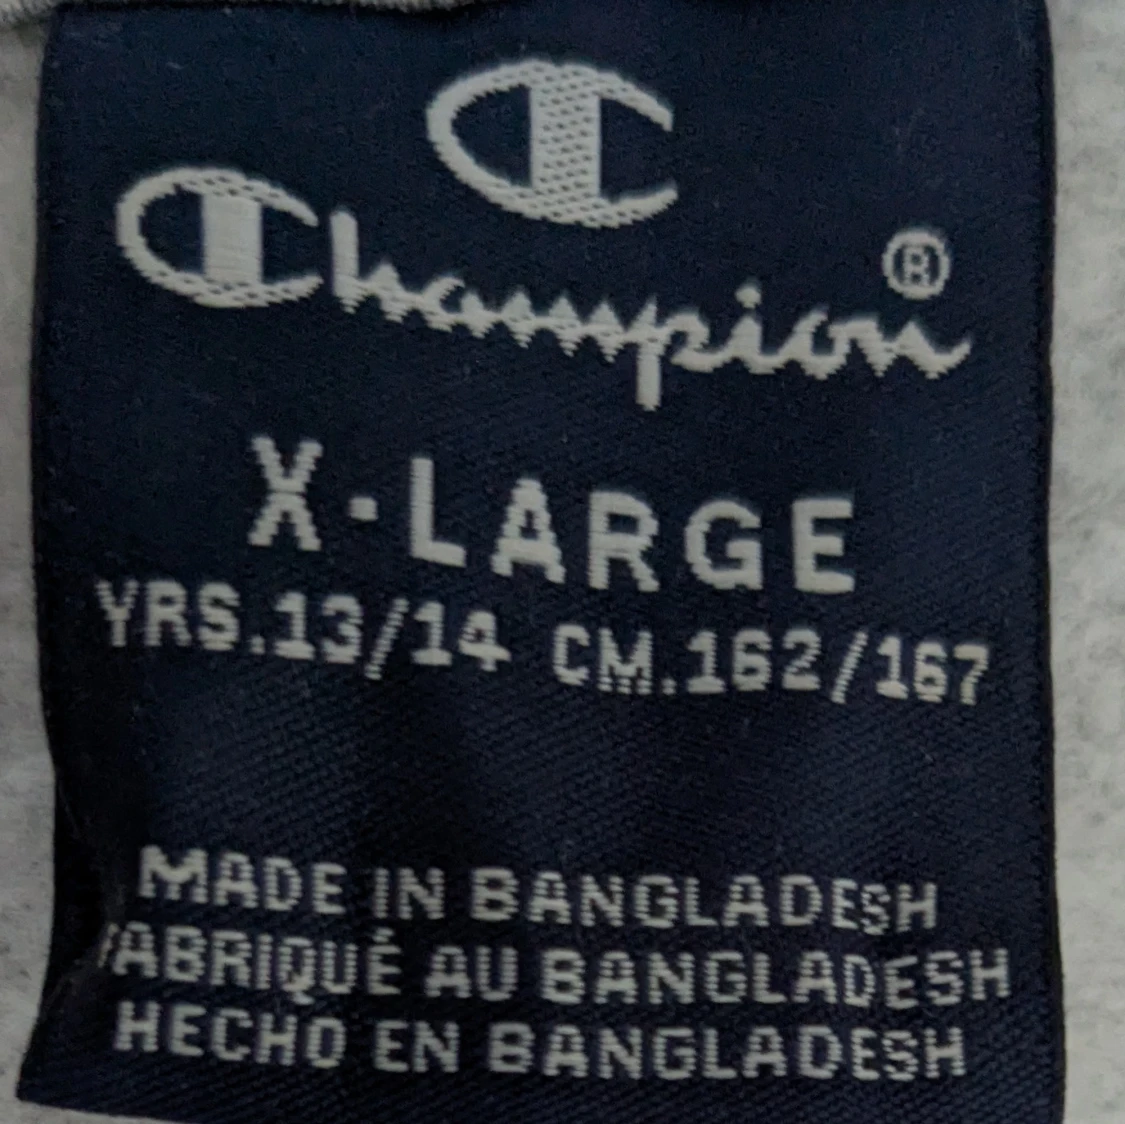 Champion®
X-LARGE
YRS.13/14 CM.162/167
MADE IN BANGLADESH
FABRIQUÉ AU BANGLADESH
HECHO EN BANGLADESH